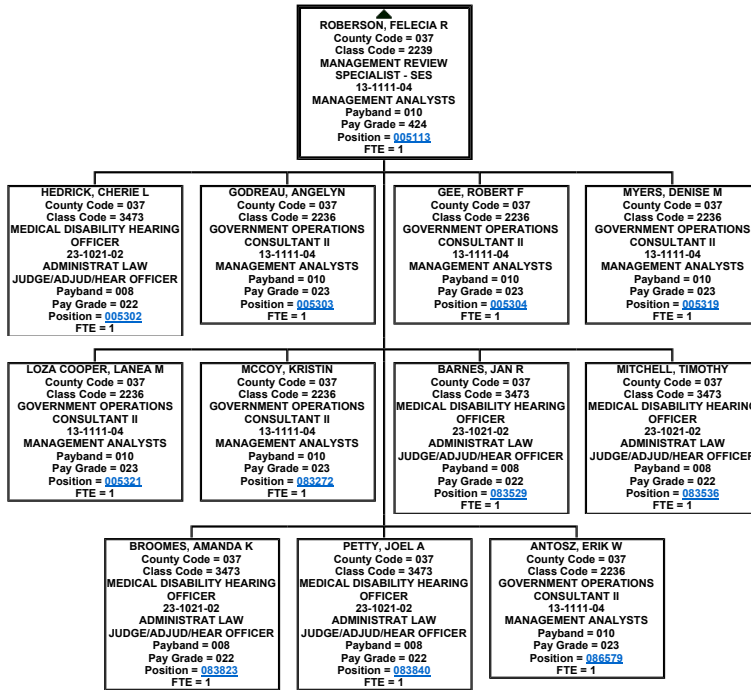 ROBERSON, FELECIA R
County Code = 037
Class Code = 2239
MANAGEMENT REVIEW
SPECIALIST - SES
13-1111-04
MANAGEMENT ANALYSTS
Payband = 010
Pay Grade = 424
Position = 005113
FTE = 1
HEDRICK, CHERIE L
County Code = 037
Class Code = 3473
MEDICAL DISABILITY HEARING
OFFICER
23-1021-02
ADMINISTRAT LAW
JUDGE/ADJUD/HEAR OFFICER
Payband = 008
Pay Grade = 022
Position = 005302
FTE = 1
GODREAU, ANGELYN
County Code = 037
Class Code = 2236
GOVERNMENT OPERATIONS
CONSULTANT II
13-1111-04
MANAGEMENT ANALYSTS
Payband = 010
Pay Grade = 023
Position = 005303
FTE = 1
GEE, ROBERT F
County Code = 037
Class Code = 2236
GOVERNMENT OPERATIONS
CONSULTANT II
13-1111-04
MANAGEMENT ANALYSTS
Payband = 010
Pay Grade = 023
Position = 005304
FTE = 1
MYERS, DENISE M
County Code = 037
Class Code = 2236
GOVERNMENT OPERATIONS
CONSULTANT II
13-1111-04
MANAGEMENT ANALYSTS
Payband = 010
Pay Grade = 023
Position = 005319
FTE = 1
LOZA COOPER, LANEA M
County Code = 037
Class Code = 2236
GOVERNMENT OPERATIONS
CONSULTANT II
13-1111-04
MANAGEMENT ANALYSTS
Payband = 010
Pay Grade = 023
Position = 005321
FTE = 1
MCCOY, KRISTIN
County Code = 037
Class Code = 2236
GOVERNMENT OPERATIONS
CONSULTANT II
13-1111-04
MANAGEMENT ANALYSTS
Payband = 010
Pay Grade = 023
Position = 083272
FTE = 1
BARNES, JAN R
County Code = 037
Class Code = 3473
MEDICAL DISABILITY HEARING
OFFICER
23-1021-02
ADMINISTRAT LAW
JUDGE/ADJUD/HEAR OFFICER
Payband = 008
Pay Grade = 022
Position = 083529
FTE = 1
MITCHELL, TIMOTHY
County Code = 037
Class Code = 3473
MEDICAL DISABILITY HEARING
OFFICER
23-1021-02
ADMINISTRAT LAW
JUDGE/ADJUD/HEAR OFFICER
Payband = 008
Pay Grade = 022
Position = 083536
FTE = 1
BROOMES, AMANDA K
County Code = 037
Class Code = 3473
MEDICAL DISABILITY HEARING
OFFICER
23-1021-02
ADMINISTRAT LAW
JUDGE/ADJUD/HEAR OFFICER
Payband = 008
Pay Grade = 022
Position = 083823
FTE = 1
PETTY, JOEL A
County Code = 037
Class Code = 3473
MEDICAL DISABILITY HEARING
OFFICER
23-1021-02
ADMINISTRAT LAW
JUDGE/ADJUD/HEAR OFFICER
Payband = 008
Pay Grade = 022
Position = 083840
FTE = 1
ANTOSZ, ERIK W
County Code = 037
Class Code = 2236
GOVERNMENT OPERATIONS
CONSULTANT II
13-1111-04
MANAGEMENT ANALYSTS
Payband = 010
Pay Grade = 023
Position = 086579
FTE = 1